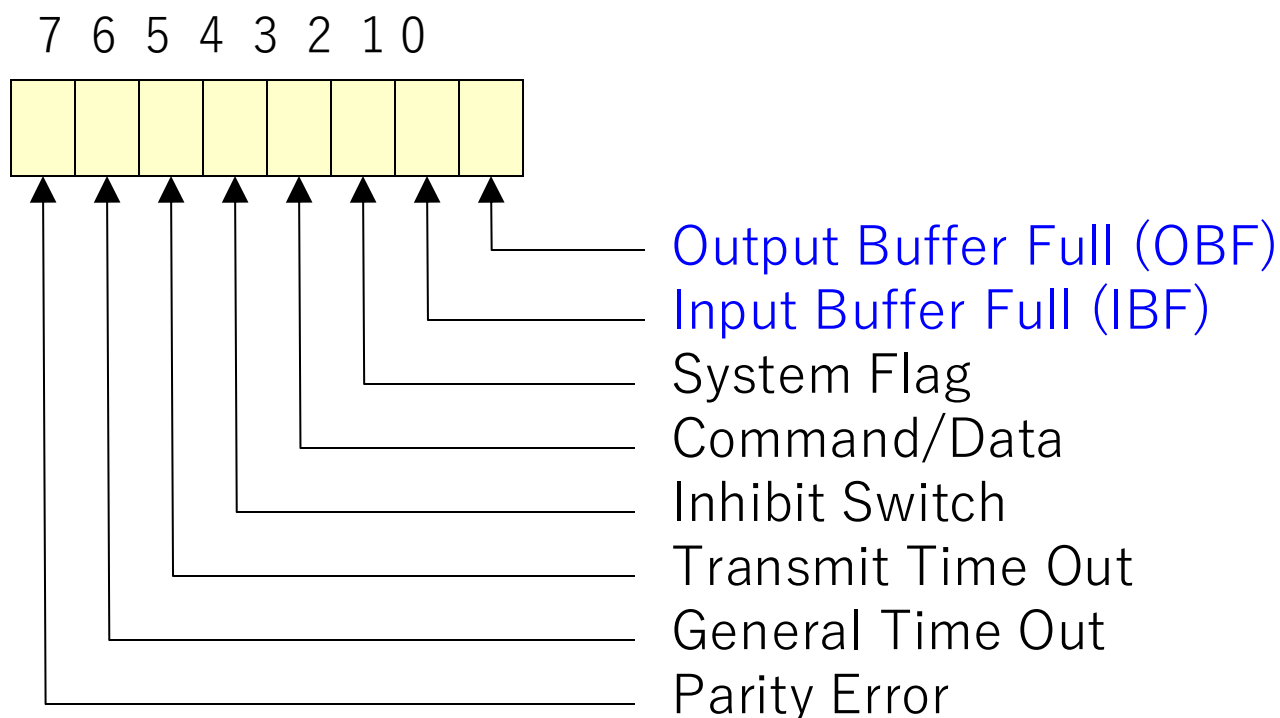 7 6 5 4 3 2 1 0
Output Buffer Full (OBF)
Input Buffer Full (IBF)
System Flag
Command/Data
Inhibit Switch
Transmit Time Out
General Time Out
Parity Error